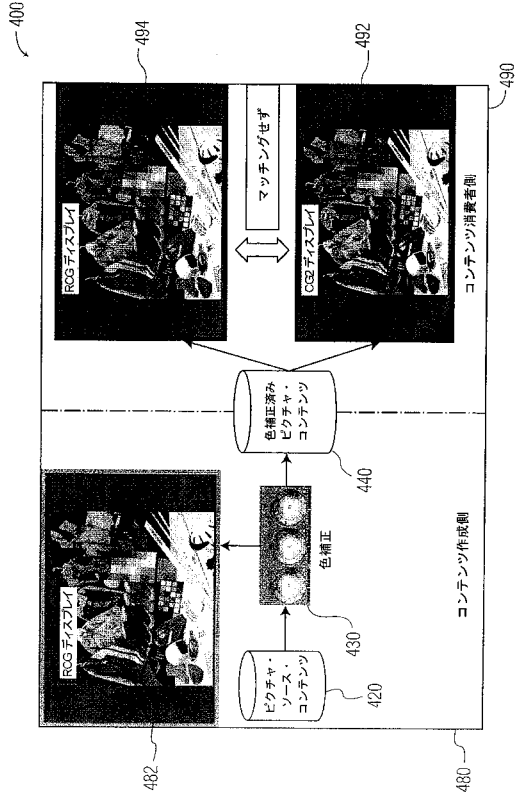 400
482
RCGディスプレイ
ピクチャ・
ソース・
コンテンツ
420
色補正
430
色補正済み
ピクチャ・
コンテンツ
440
コンテンツ作成側
480
RCGディスプレイ
494
マッチングせず
CG2ディスプレイ
492
コンテンツ消費者側
490